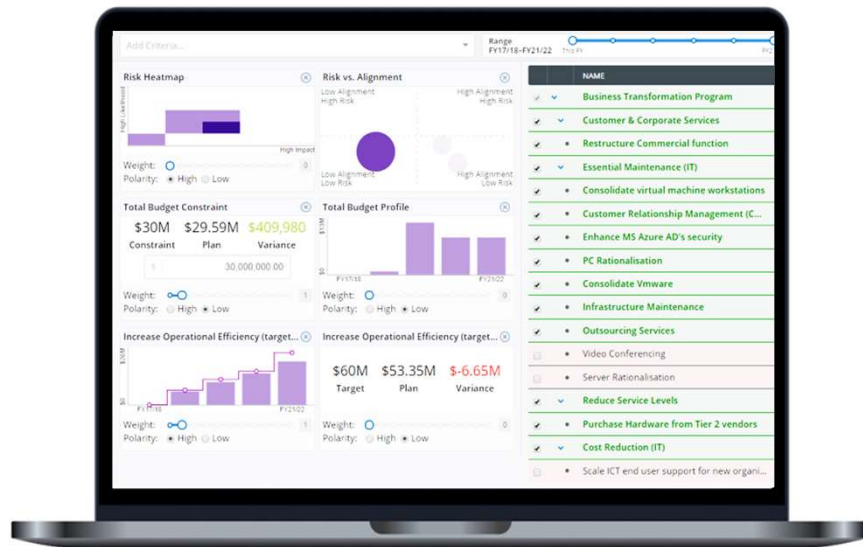 Add Criteria...
Range
FY17/18-FY21/22
This FY
Risk Heatmap
High Likelihood
High Impact
Weight: 0
Polarity: High Low
Risk vs. Alignment
Low Alignment
High Risk
High Alignment
High Risk
Low Alignment
Low Risk
High Alignment
Low Risk
Total Budget Constraint
$30M $29.59M $409,980
Constraint Plan Variance
1 30,000,000.00
Weight: 1
Polarity: High Low
Total Budget Profile
$13M
$0
FY17/18 FY21/22
Weight: 0
Polarity: High Low
Increase Operational Efficiency (target...
$0
FY17/18 FY21/22
Weight: 1
Polarity: High Low
Increase Operational Efficiency (target...
$60M $53.35M $-6.65M
Target Plan Variance
Weight: 0
Polarity: High Low
NAME
Business Transformation Program
Customer & Corporate Services
Restructure Commercial function
Essential Maintenance (IT)
Consolidate virtual machine workstations
Customer Relationship Management (C...
Enhance MS Azure AD's security
PC Rationalisation
Consolidate Vmware
Infrastructure Maintenance
Outsourcing Services
Video Conferencing
Server Rationalisation
Reduce Service Levels
Purchase Hardware from Tier 2 vendors
Cost Reduction (IT)
Scale ICT end user support for new organi...